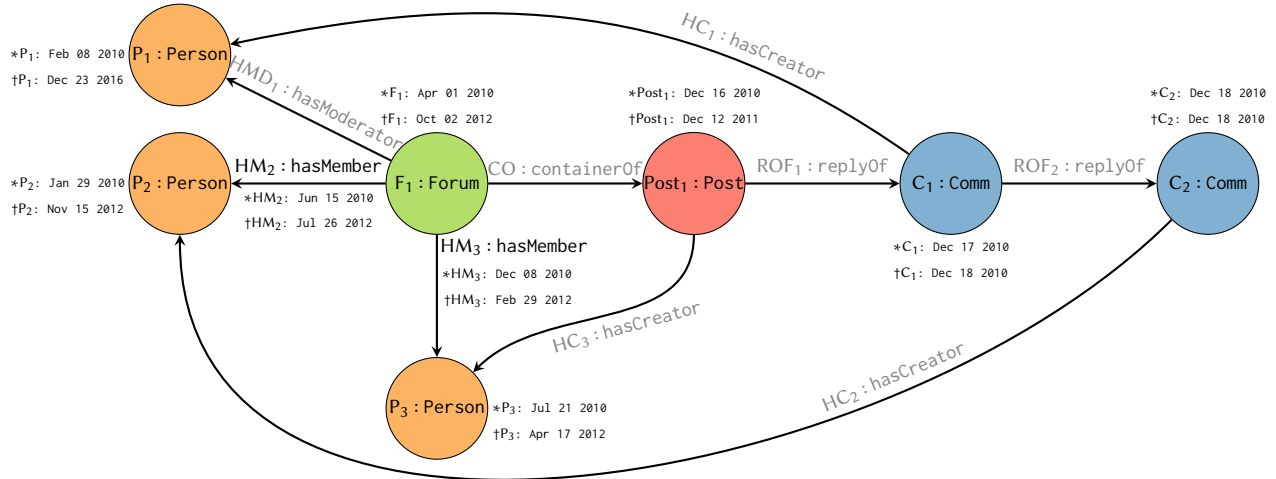 HC₁:hasCreator
P₁:Person
*P₁: Feb 08 2010
†P₁: Dec 23 2016
HMD₁:hasModerator
*F₁: Apr 01 2010
†F₁: Oct 02 2012
*Post₁: Dec 16 2010
†Post₁: Dec 12 2011
*C₂: Dec 18 2010
†C₂: Dec 18 2010
HM₂:hasMember
P₂:Person
*P₂: Jan 29 2010
†P₂: Nov 15 2012
*HM₂: Jun 15 2010
†HM₂: Jul 26 2012
F₁:Forum
CO:containerOf
Post₁:Post
ROF₁:replyOf
C₁:Comm
ROF₂:replyOf
C₂:Comm
HM₃:hasMember
*HM₃: Dec 08 2010
†HM₃: Feb 29 2012
*C₁: Dec 17 2010
†C₁: Dec 18 2010
HC₃:hasCreator
HC₂:hasCreator
P₃:Person
*P₃: Jul 21 2010
†P₃: Apr 17 2012